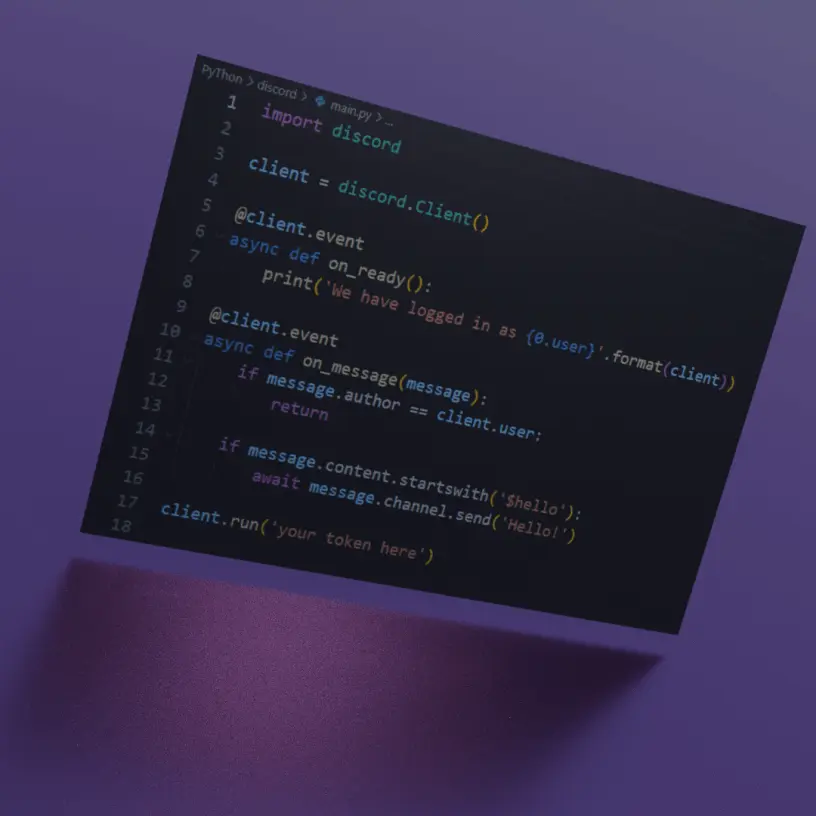 PyThon > discord > main.py > ...
1 import discord
2
3 client = discord.Client()
4
5 @client.event
6 async def on_ready():
7     print('We have logged in as {0.user}'.format(client))
8
9 @client.event
10 async def on_message(message):
11     if message.author == client.user:
12         return
13
14     if message.content.startswith('$hello'):
15         await message.channel.send('Hello!')
16
17 client.run('your token here')
18